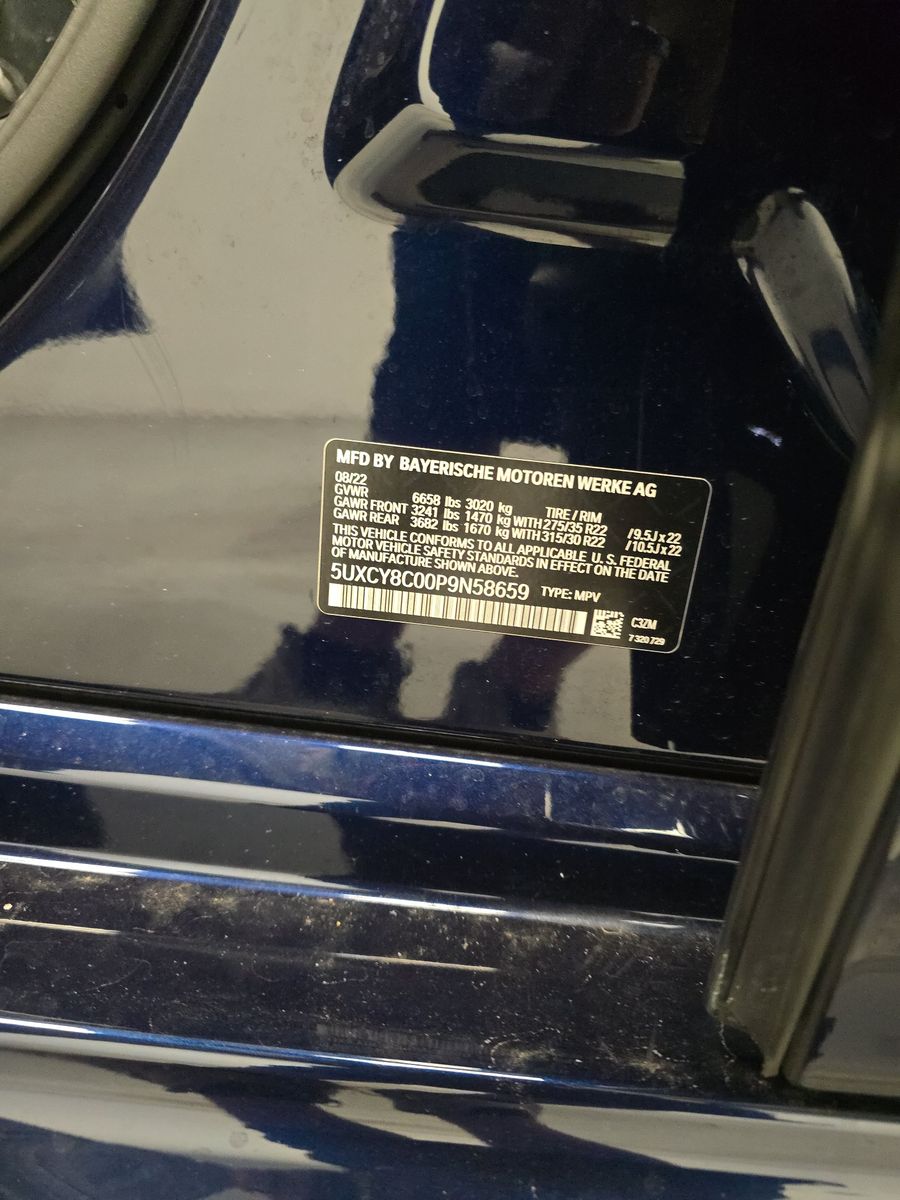 MFD BY BAYERISCHE MOTOREN WERKE AG
08/22
GVWR 6658 lbs 3020 kg TIRE / RIM
GAWR FRONT 3241 lbs 1470 kg WITH 275/35 R22 / 9.5J x 22
GAWR REAR 3682 lbs 1670 kg WITH 315/30 R22 / 10.5J x 22
THIS VEHICLE CONFORMS TO ALL APPLICABLE U. S. FEDERAL
MOTOR VEHICLE SAFETY STANDARDS IN EFFECT ON THE DATE
OF MANUFACTURE SHOWN ABOVE.
5UXCY8C00P9N58659 TYPE: MPV
C3ZM
7 320 729